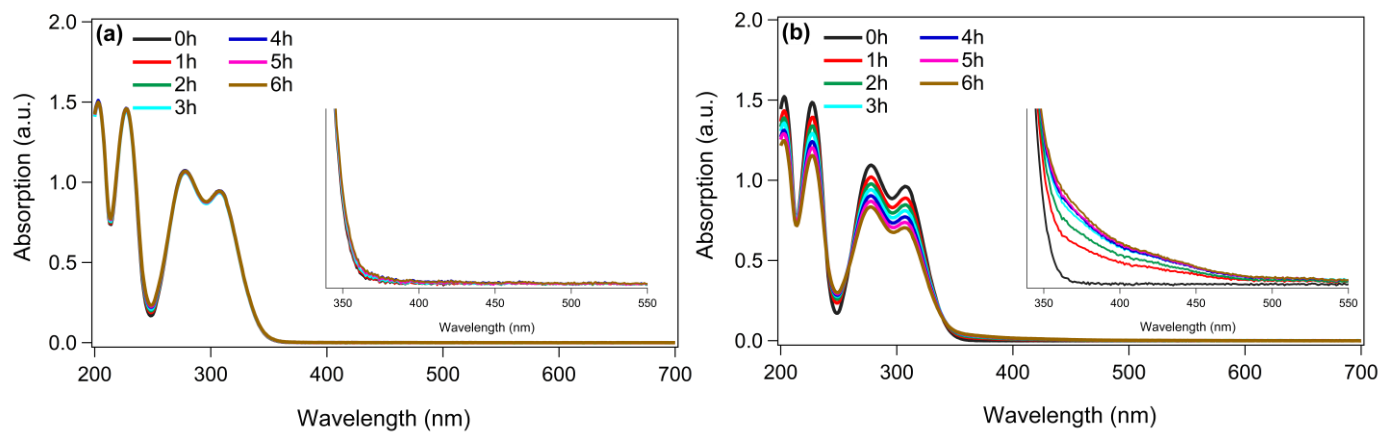 (a)
0h 4h
1h 5h
2h 6h
3h
2.0
1.5
1.0
0.5
0.0
Absorption (a.u.)
350 400 450 500 550
Wavelength (nm)
200 300 400 500 600 700
Wavelength (nm)
(b)
0h 4h
1h 5h
2h 6h
3h
2.0
1.5
1.0
0.5
0.0
Absorption (a.u.)
350 400 450 500 550
Wavelength (nm)
200 300 400 500 600 700
Wavelength (nm)